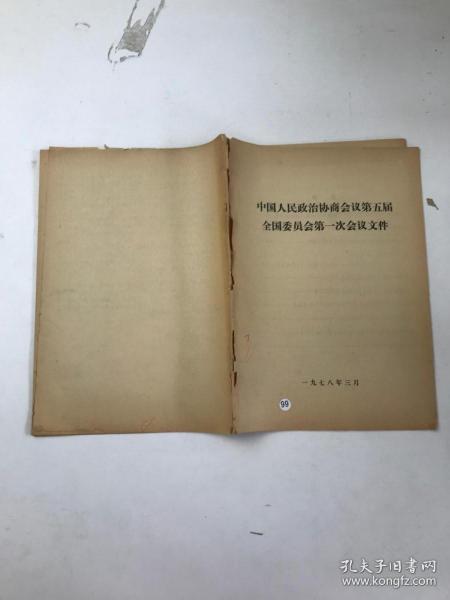 中国人民政治协商会议第五届
全国委员会第一次会议文件
3
一九七八年三月
99
孔夫子旧书网
www.kongfz.com